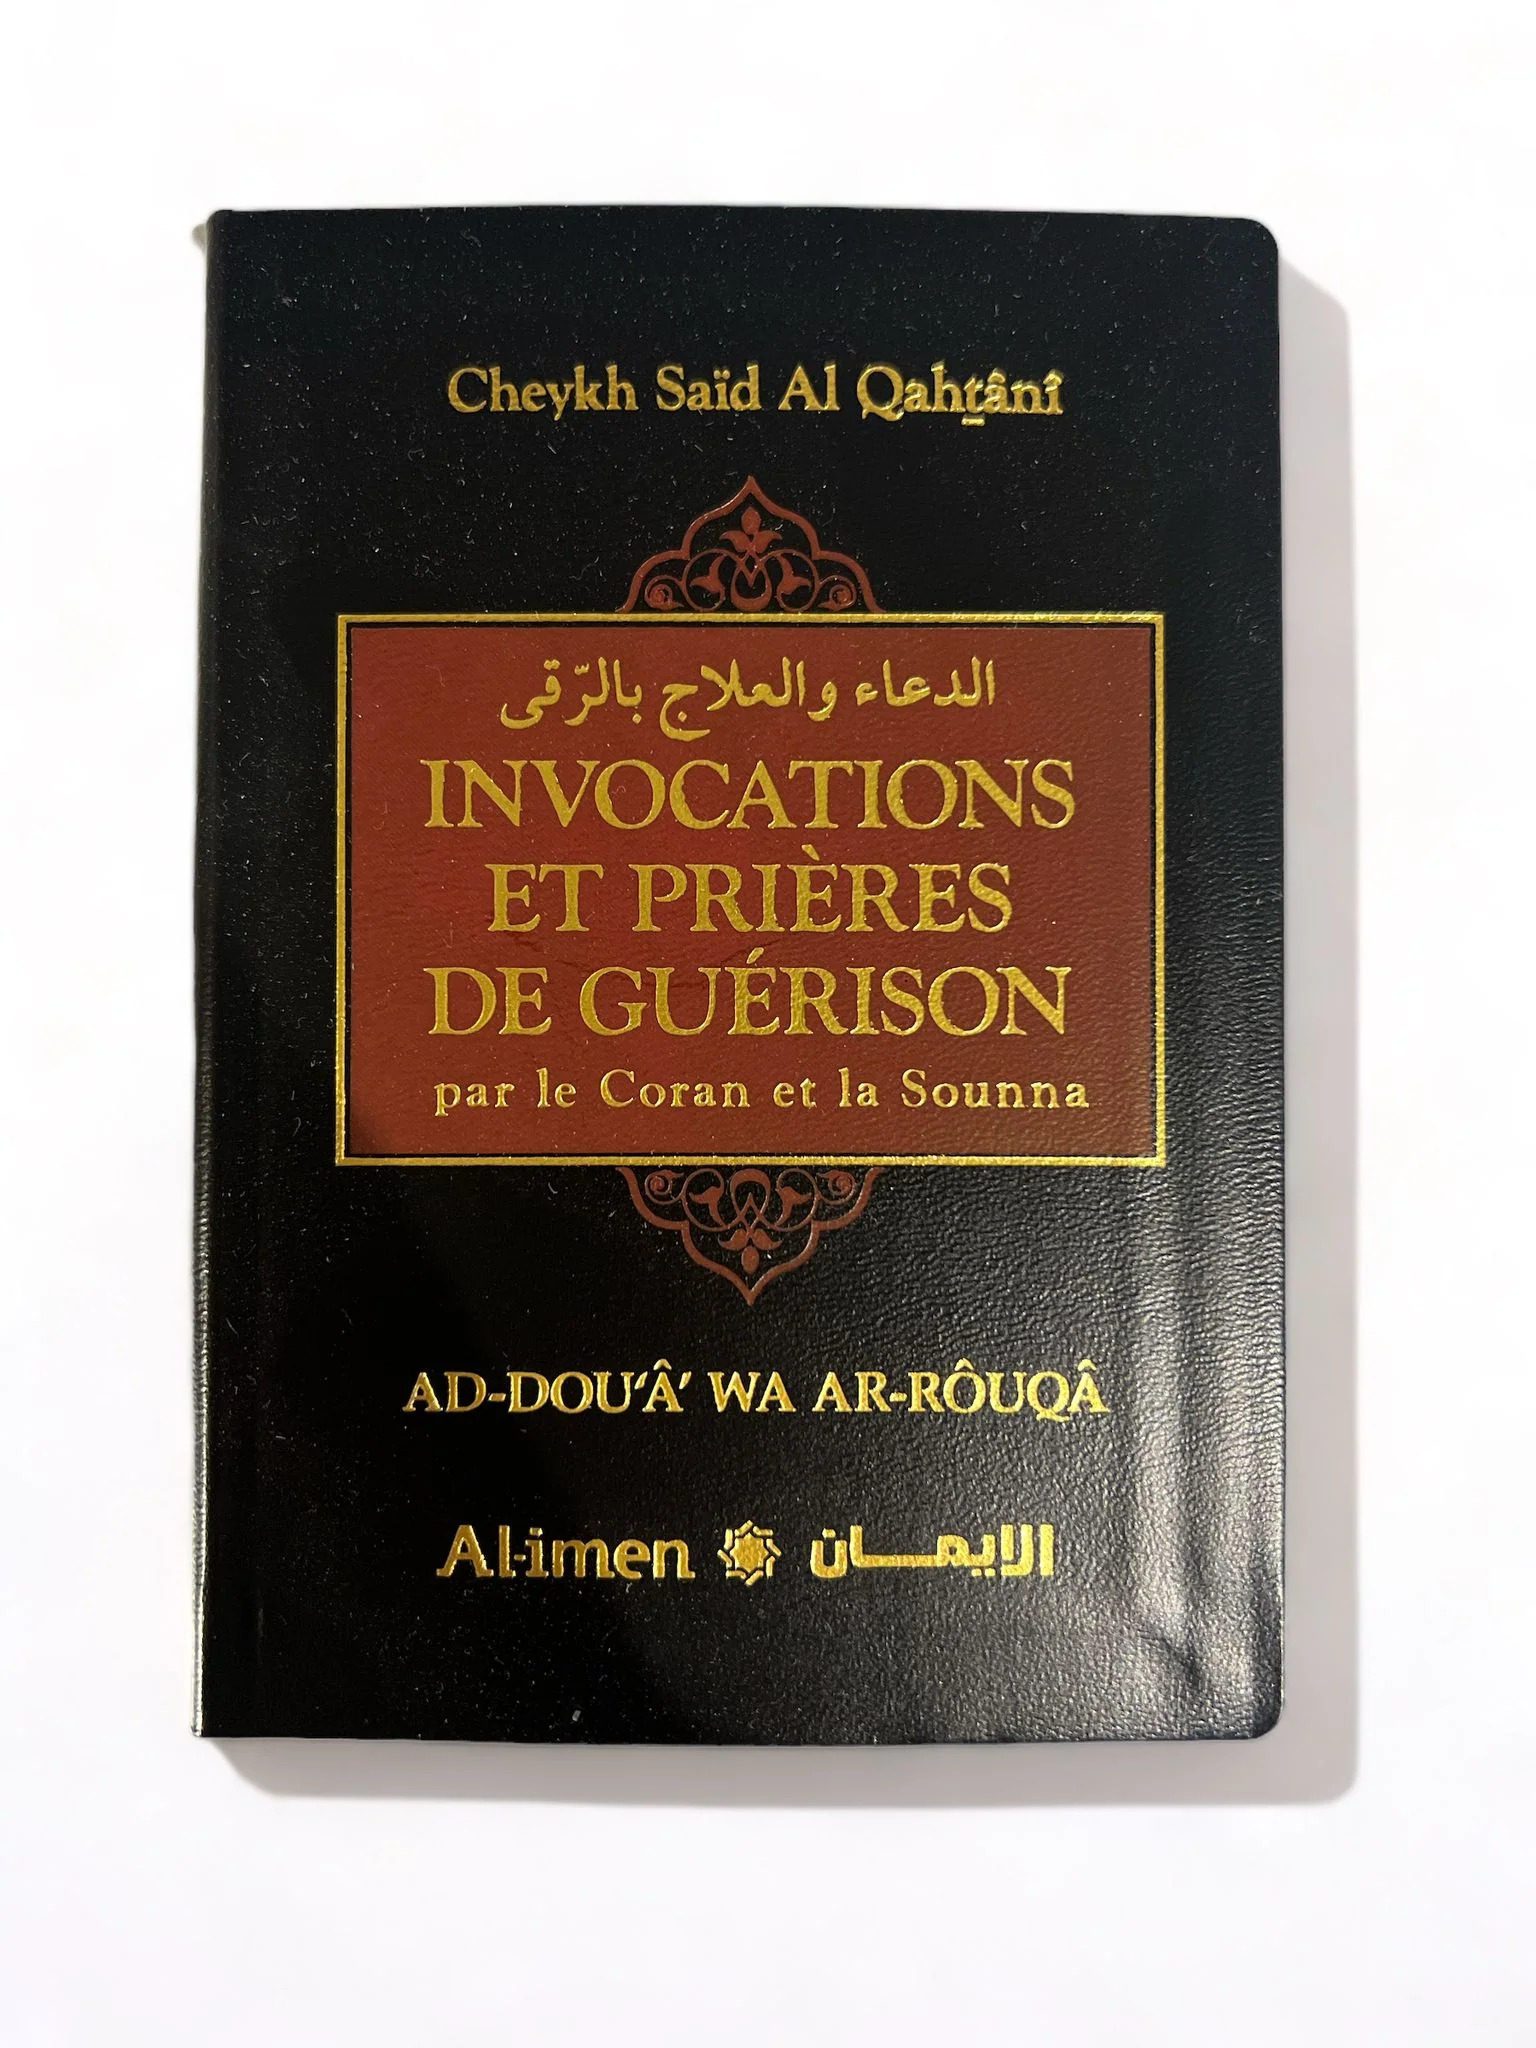 Cheykh Saïd Al Qahṯânî
الدعاء والعلاج بالرّقى
INVOCATIONS
ET PRIÈRES
DE GUÉRISON
par le Coran et la Sounna
AD-DOU‘Â’ WA AR-RÔUQÂ
Al-imen الايمان